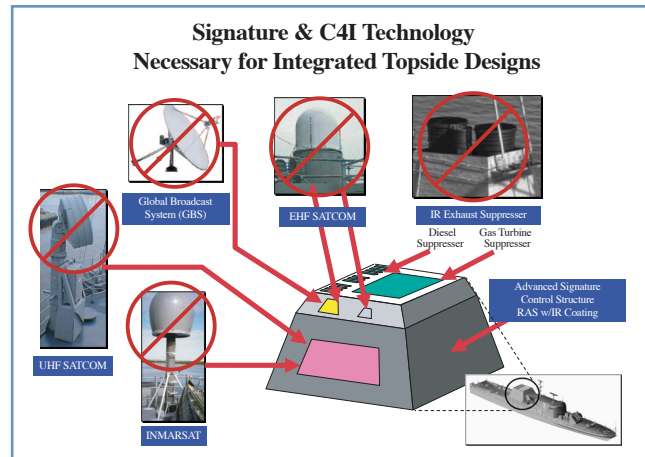 Signature & C4I Technology
Necessary for Integrated Topside Designs
Global Broadcast
System (GBS)
EHF SATCOM
IR Exhaust Suppresser
Diesel
Suppresser
Gas Turbine
Suppresser
Advanced Signature
Control Structure
RAS w/IR Coating
UHF SATCOM
INMARSAT